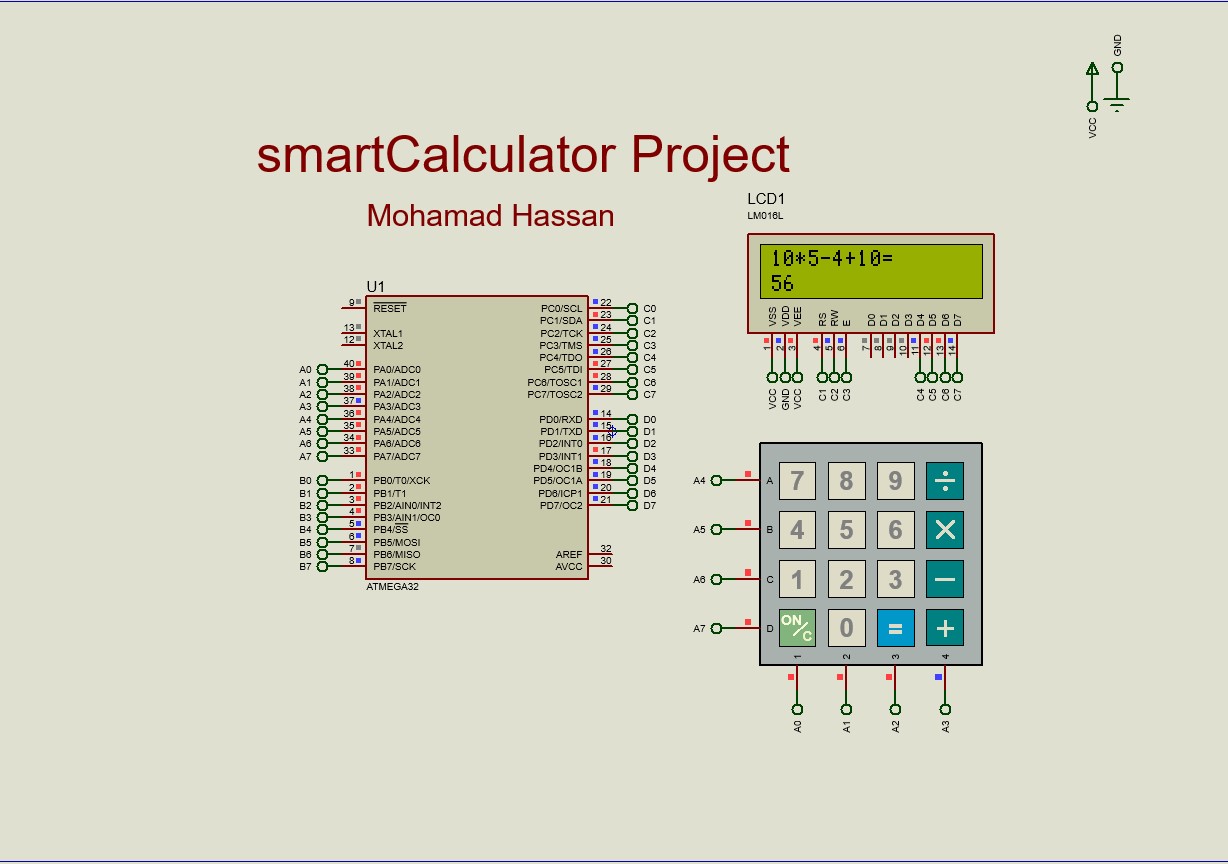 GND
VCC
smartCalculator Project
Mohamad Hassan
LCD1
LM016L
10*5-4+10=
56
VSS VDD VEE RS RW E D0 D1 D2 D3 D4 D5 D6 D7
1 2 3 4 5 6 7 8 9 10 11 12 13 14
VCC GND VCC C1 C2 C3 C4 C5 C6 C7
U1
9 RESET PC0/SCL 22 C0
PC1/SDA 23 C1
13 XTAL1 PC2/TCK 24 C2
12 XTAL2 PC3/TMS 25 C3
PC4/TDO 26 C4
A0 40 PA0/ADC0 PC5/TDI 27 C5
A1 39 PA1/ADC1 PC6/TOSC1 28 C6
A2 38 PA2/ADC2 PC7/TOSC2 29 C7
A3 37 PA3/ADC3
A4 36 PA4/ADC4 PD0/RXD 14 D0
A5 35 PA5/ADC5 PD1/TXD 15 D1
A6 34 PA6/ADC6 PD2/INT0 16 D2
A7 33 PA7/ADC7 PD3/INT1 17 D3
PD4/OC1B 18 D4
B0 1 PB0/T0/XCK PD5/OC1A 19 D5
B1 2 PB1/T1 PD6/ICP1 20 D6
B2 3 PB2/AIN0/INT2 PD7/OC2 21 D7
B3 4 PB3/AIN1/OC0
B4 5 PB4/SS
B5 6 PB5/MOSI
B6 7 PB6/MISO AREF 32
B7 8 PB7/SCK AVCC 30
ATMEGA32
A4 A 7 8 9 ÷
A5 B 4 5 6 ×
A6 C 1 2 3 −
A7 D ON/C 0 = +
1 2 3 4
A0 A1 A2 A3